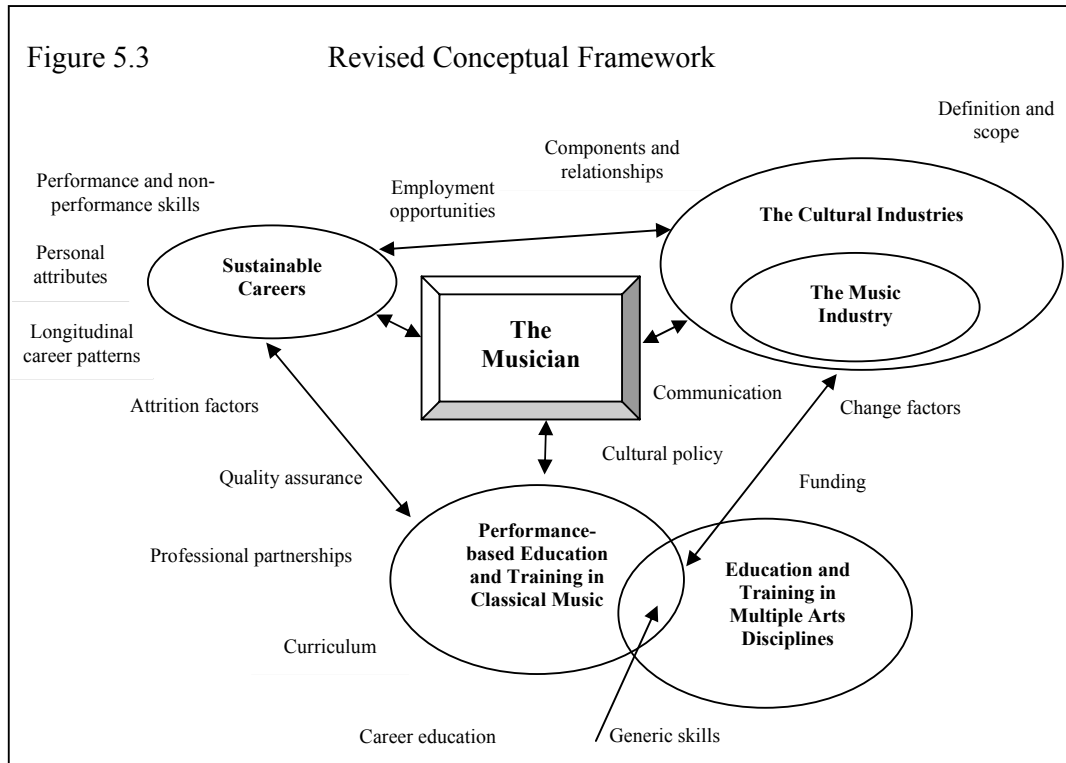 Figure 5.3 Revised Conceptual Framework
Definition and
scope
Components and
relationships
Performance and non-
performance skills
Employment
opportunities
The Cultural Industries
Personal
attributes
Sustainable
Careers
The Music
Industry
Longitudinal
career patterns
The
Musician
Communication
Attrition factors
Change factors
Cultural policy
Quality assurance
Funding
Performance-
based Education
and Training in
Classical Music
Professional partnerships
Education and
Training in
Multiple Arts
Disciplines
Curriculum
Career education
Generic skills